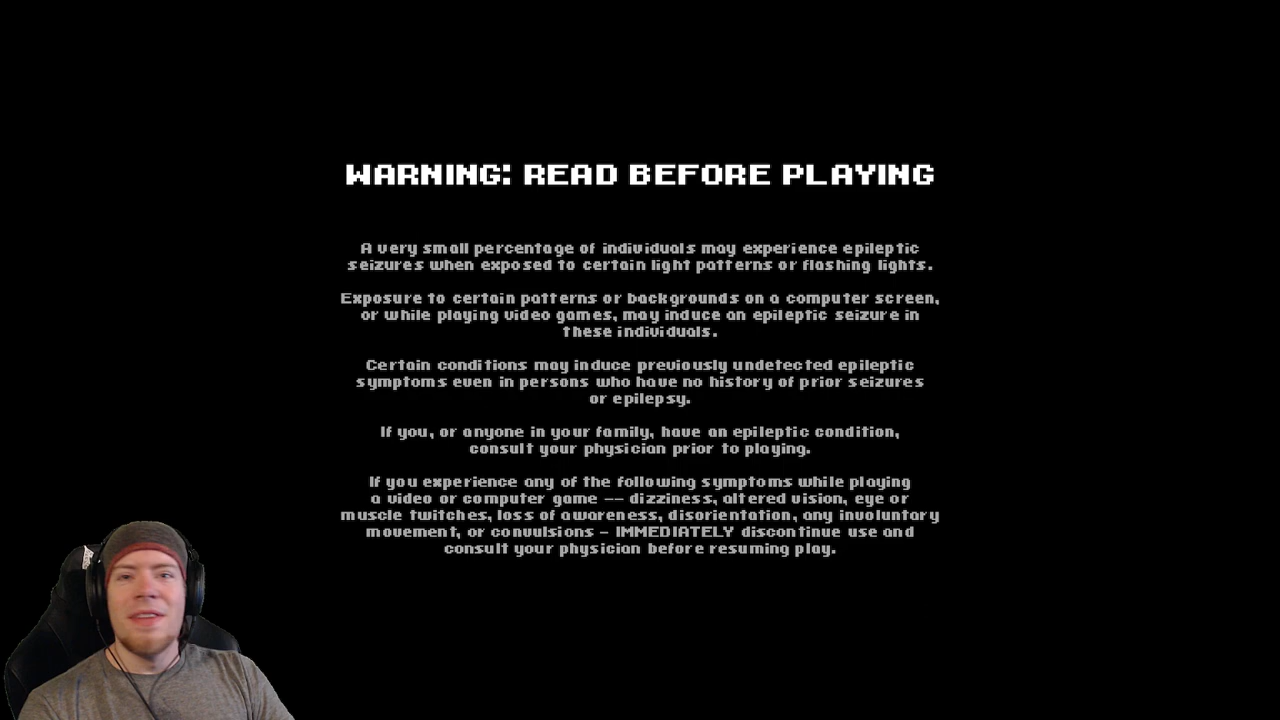 WARNING: READ BEFORE PLAYING
A very small percentage of individuals may experience epileptic
seizures when exposed to certain light patterns or flashing lights.
Exposure to certain patterns or backgrounds on a computer screen,
or while playing video games, may induce an epileptic seizure in
these individuals.
Certain conditions may induce previously undetected epileptic
symptoms even in persons who have no history of prior seizures
or epilepsy.
If you, or anyone in your family, have an epileptic condition,
consult your physician prior to playing.
If you experience any of the following symptoms while playing
a video or computer game -- dizziness, altered vision, eye or
muscle twitches, loss of awareness, disorientation, any involuntary
movement, or convulsions - IMMEDIATELY discontinue use and
consult your physician before resuming play.